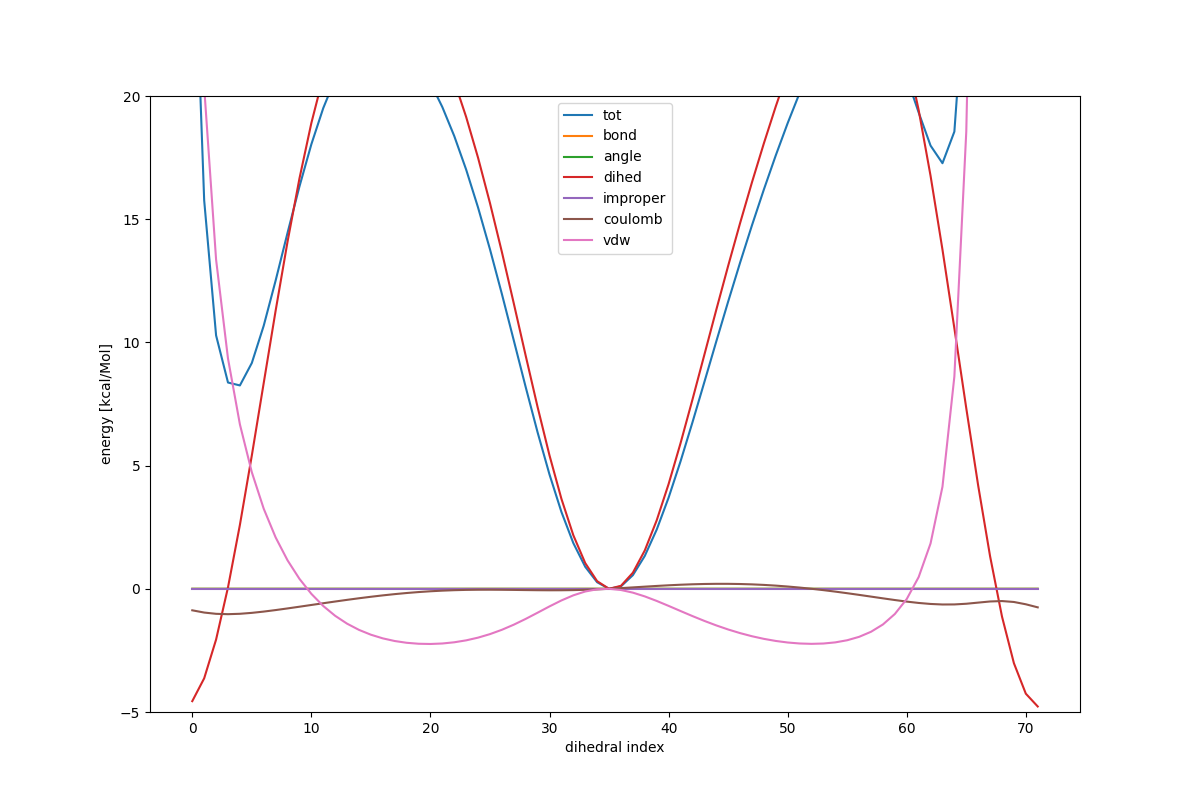 20
15
10
5
0
−5
energy [kcal/Mol]
tot
bond
angle
dihed
improper
coulomb
vdw
0 10 20 30 40 50 60 70
dihedral index